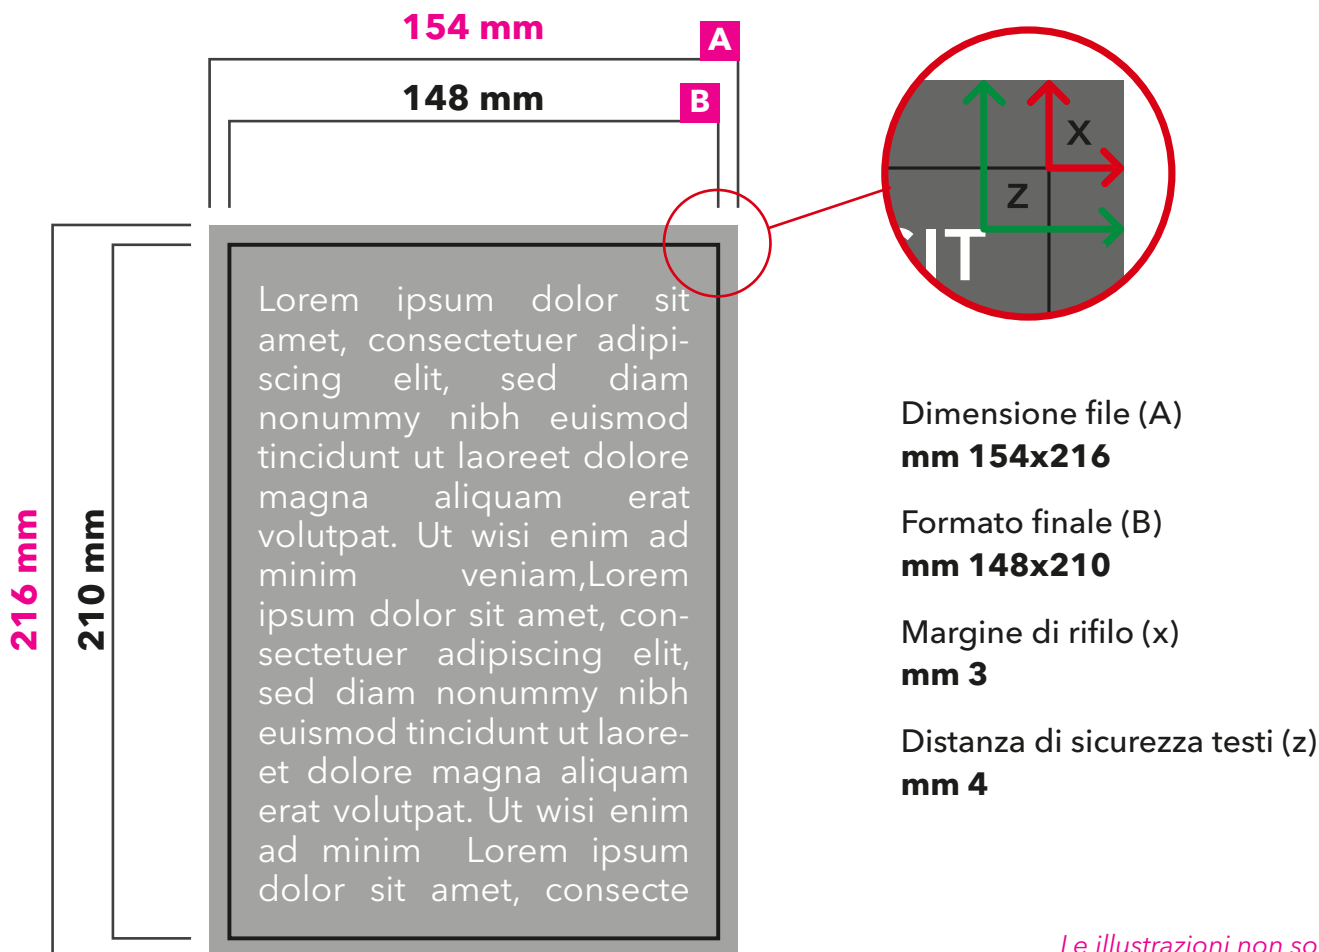 154 mm
A
148 mm
B
X
Z
CIT
216 mm
210 mm
Lorem ipsum dolor sit
amet, consectetuer adipi-
scing elit, sed diam
nonummy nibh euismod
tincidunt ut laoreet dolore
magna aliquam erat
volutpat. Ut wisi enim ad
minim veniam,Lorem
ipsum dolor sit amet, con-
sectetuer adipiscing elit,
sed diam nonummy nibh
euismod tincidunt ut laore-
et dolore magna aliquam
erat volutpat. Ut wisi enim
ad minim Lorem ipsum
dolor sit amet, consecte
Dimensione file (A)
mm 154x216
Formato finale (B)
mm 148x210
Margine di rifilo (x)
mm 3
Distanza di sicurezza testi (z)
mm 4
Le illustrazioni non so